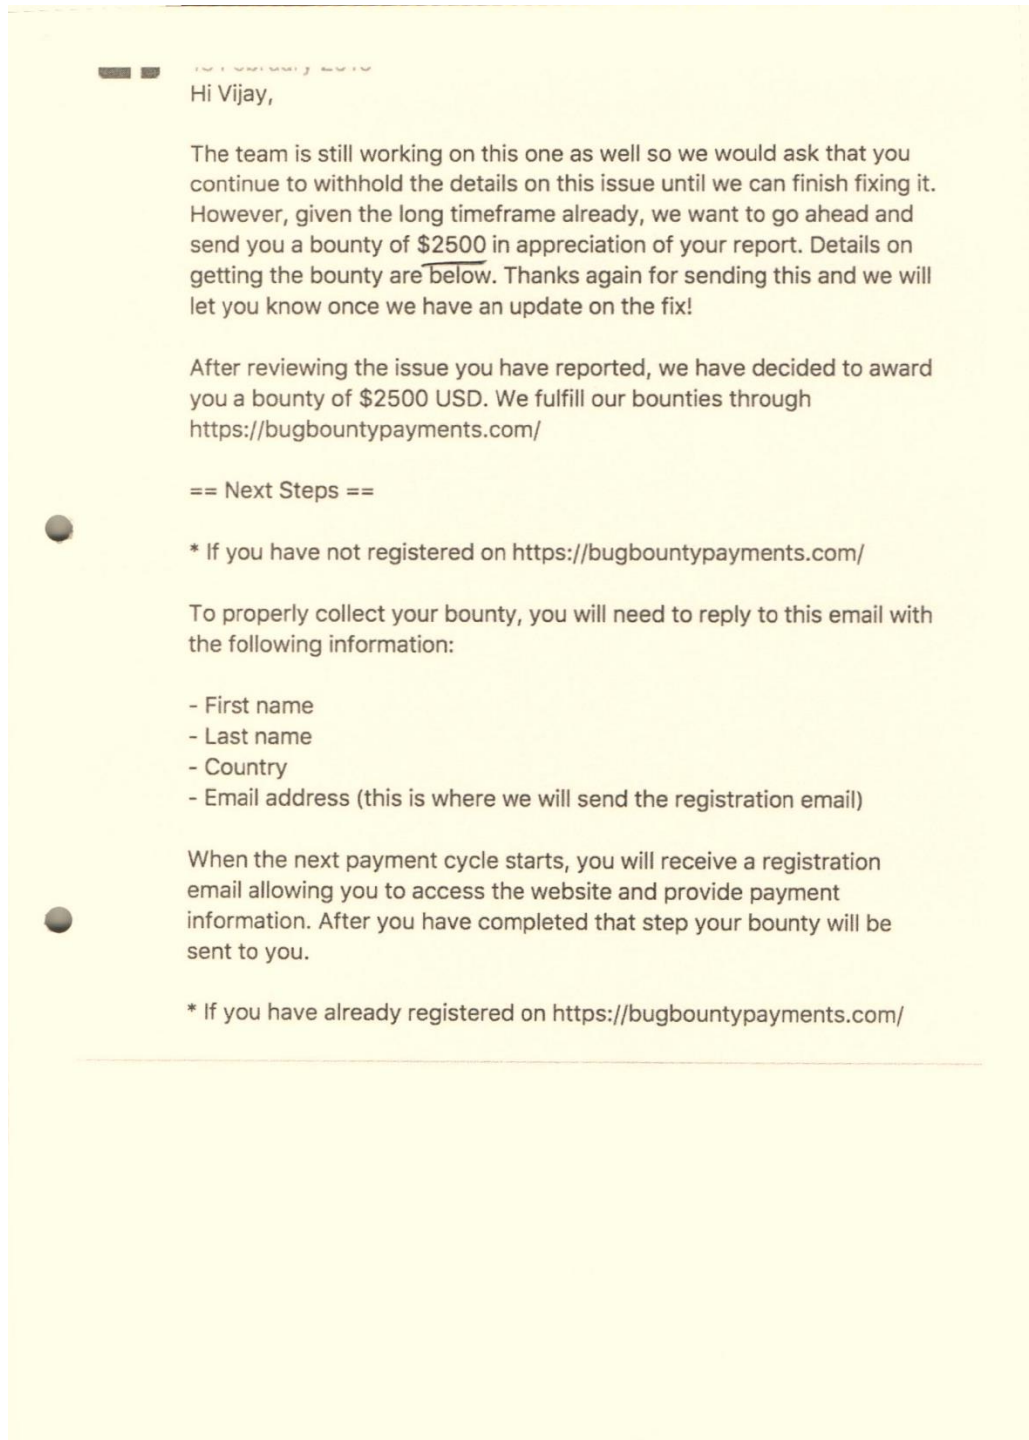 Hi Vijay,
The team is still working on this one as well so we would ask that you
continue to withhold the details on this issue until we can finish fixing it.
However, given the long timeframe already, we want to go ahead and
send you a bounty of $2500 in appreciation of your report. Details on
getting the bounty are below. Thanks again for sending this and we will
let you know once we have an update on the fix!
After reviewing the issue you have reported, we have decided to award
you a bounty of $2500 USD. We fulfill our bounties through
https://bugbountypayments.com/
== Next Steps ==
* If you have not registered on https://bugbountypayments.com/
To properly collect your bounty, you will need to reply to this email with
the following information:
- First name
- Last name
- Country
- Email address (this is where we will send the registration email)
When the next payment cycle starts, you will receive a registration
email allowing you to access the website and provide payment
information. After you have completed that step your bounty will be
sent to you.
* If you have already registered on https://bugbountypayments.com/